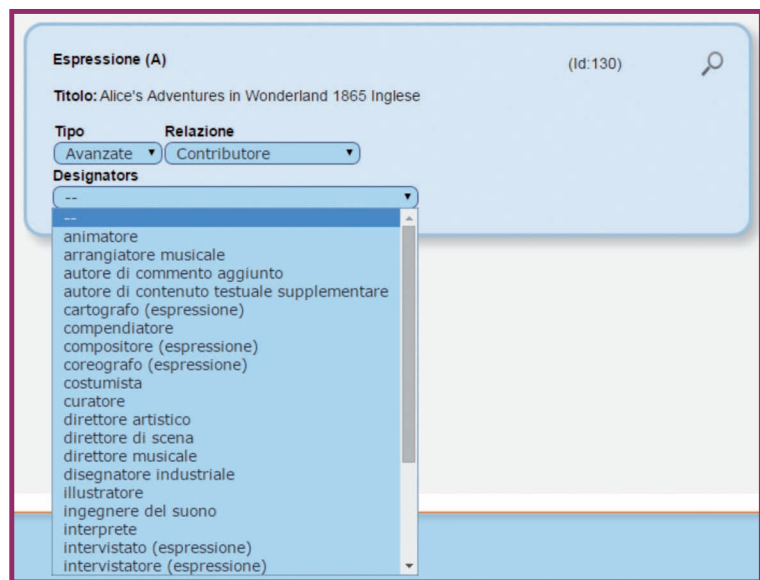 Espressione (A) (Id:130)
Titolo: Alice's Adventures in Wonderland 1865 Inglese
Tipo Relazione
Avanzate Contributore
Designators
--
--
animatore
arrangiatore musicale
autore di commento aggiunto
autore di contenuto testuale supplementare
cartografo (espressione)
compendiatore
compositore (espressione)
coreografo (espressione)
costumista
curatore
direttore artistico
direttore di scena
direttore musicale
disegnatore industriale
illustratore
ingegnere del suono
interprete
intervistato (espressione)
intervistatore (espressione)